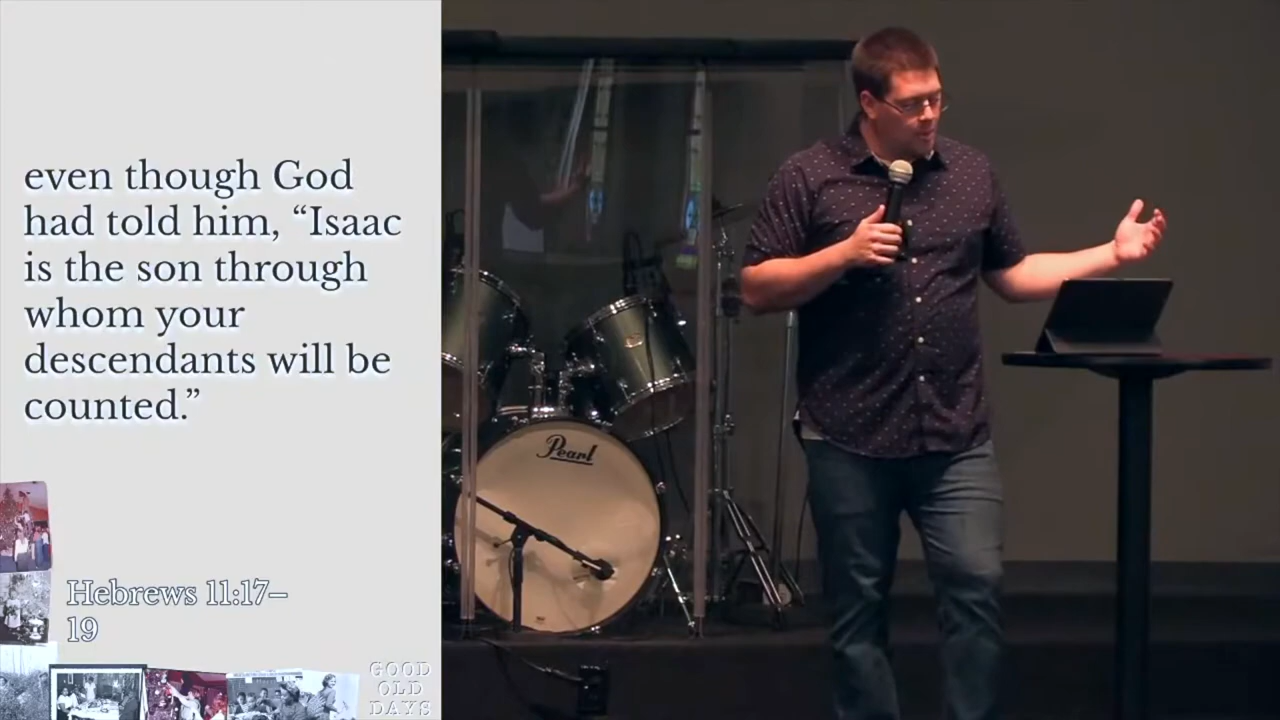 even though God
had told him, “Isaac
is the son through
whom your
descendants will be
counted.”
Hebrews 11:17–
19
GOOD
OLD
DAYS
Pearl